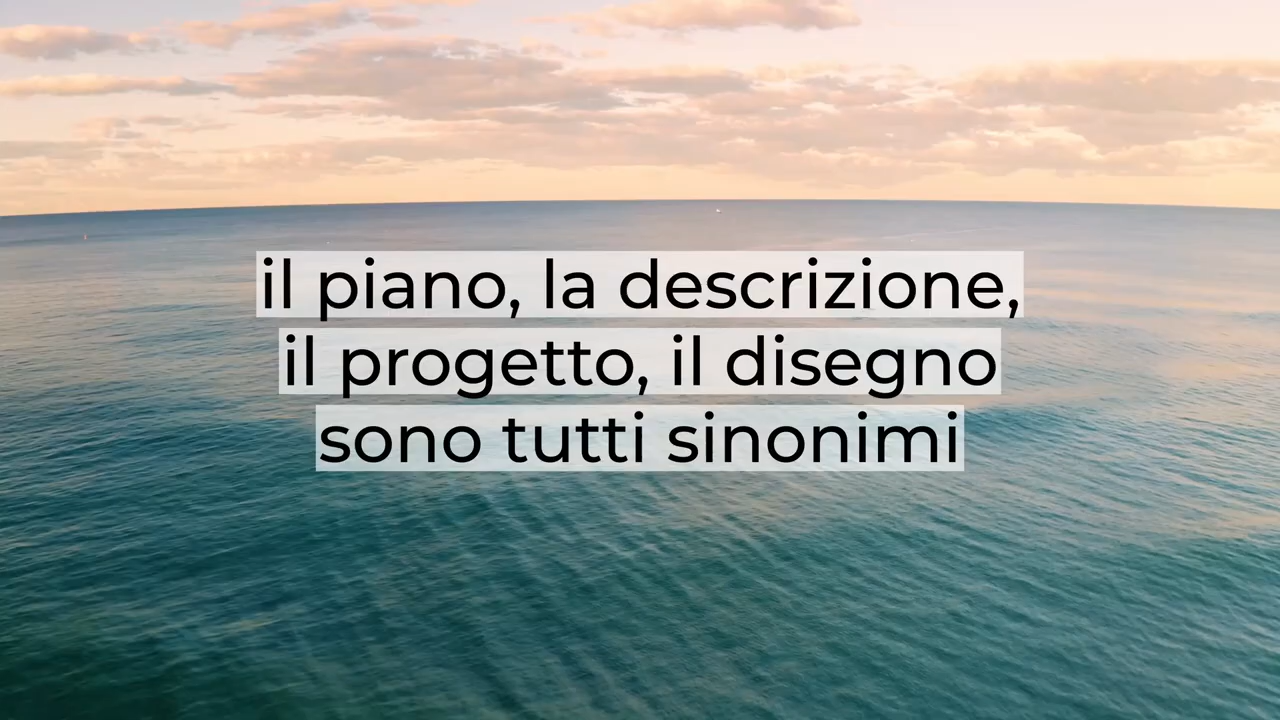 il piano, la descrizione,
il progetto, il disegno
sono tutti sinonimi